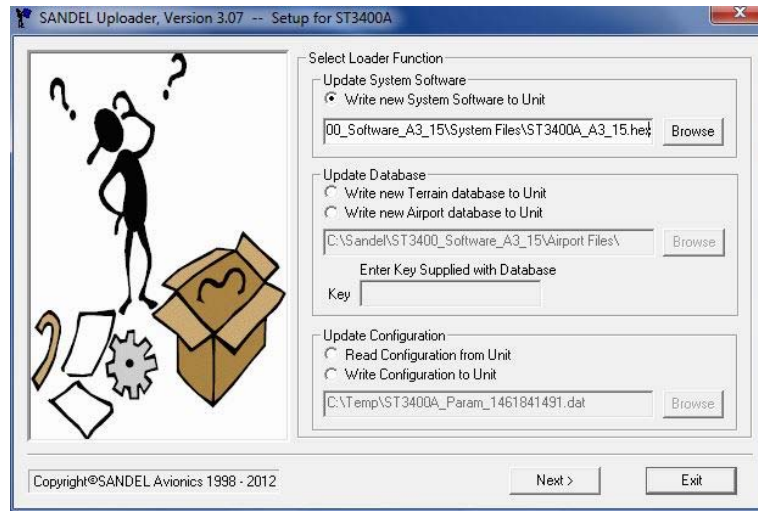 SANDEL Uploader, Version 3.07 -- Setup for ST3400A
Select Loader Function
Update System Software
Write new System Software to Unit
00_Software_A3_15\System Files\ST3400A_A3_15.hex
Browse
Update Database
Write new Terrain database to Unit
Write new Airport database to Unit
C:\Sandel\ST3400_Software_A3_15\Airport Files\
Browse
Enter Key Supplied with Database
Key
Update Configuration
Read Configuration from Unit
Write Configuration to Unit
C:\Temp\ST3400A_Param_1461841491.dat
Browse
Copyright©SANDEL Avionics 1998 - 2012
Next >
Exit